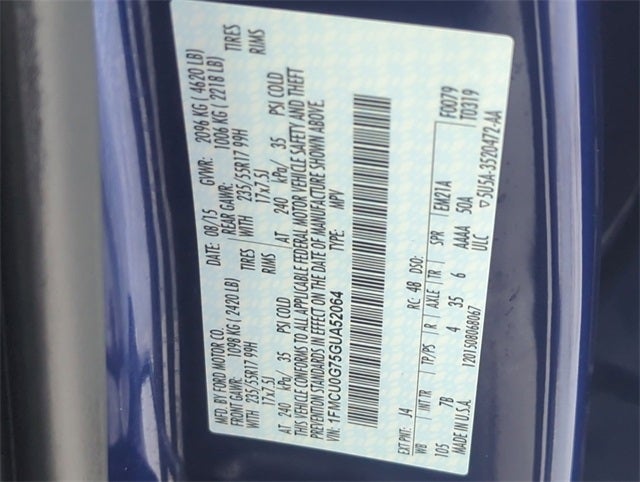 MFD. BY FORD MOTOR CO.
DATE: 08/15 GVWR: 2096 KG ( 4620 LB)
FRONT GAWR: 1098 KG ( 2420 LB) REAR GAWR: 1006 KG ( 2218 LB)
WITH 235/55R17 99H TIRES WITH 235/55R17 99H TIRES
17x7.5J RIMS 17x7.5J RIMS
AT 240 kPa/ 35 PSI COLD AT 240 kPa/ 35 PSI COLD
THIS VEHICLE CONFORMS TO ALL APPLICABLE FEDERAL MOTOR VEHICLE SAFETY AND THEFT
PREVENTION STANDARDS IN EFFECT ON THE DATE OF MANUFACTURE SHOWN ABOVE.
VIN: 1FMCU0G75GUA52064 TYPE: MPV
F0079
EXT PNT: J4 RC: 48 DSO: T0319
WB INT TR TP/PS R AXLE TR SPR EM21A
105 7B 4 35 6 AAAA 50A
MADE IN U.S.A. 1201508068067 ULC ▽5U5A-3520472-AA